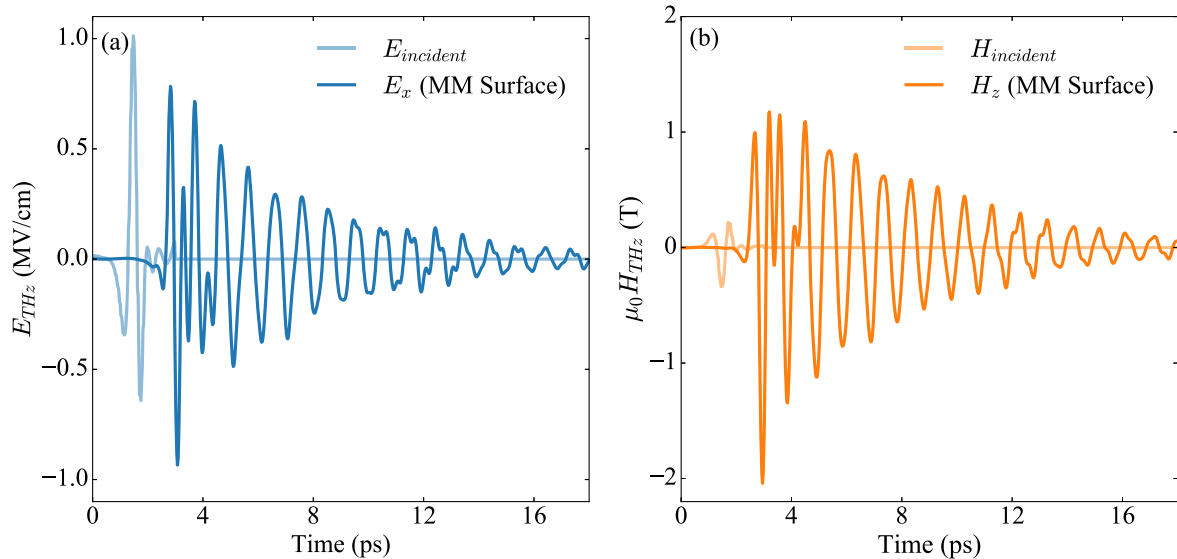 (a)
E_incident
E_x (MM Surface)
1.0
0.5
0.0
−0.5
−1.0
E_THz (MV/cm)
0
4
8
12
16
Time (ps)
(b)
H_incident
H_z (MM Surface)
2
1
0
−1
−2
μ₀H_THz (T)
0
4
8
12
16
Time (ps)